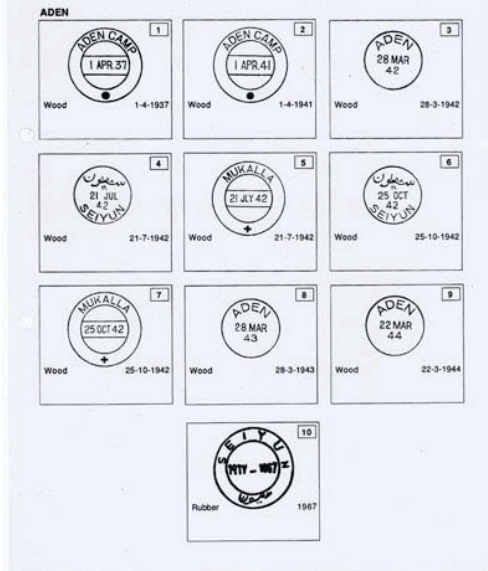 ADEN
1
ADEN CAMP
1 APR.37
Wood 1-4-1937
2
ADEN CAMP
1 APR.41
Wood 1-4-1941
3
ADEN
28 MAR
42
Wood 28-3-1942
4
21 JUL
42
SEIYUN
Wood 21-7-1942
5
MUKALLA
21 JLY 42
Wood 21-7-1942
6
25 OCT
42
SEIYUN
Wood 25-10-1942
7
MUKALLA
25 OCT 42
Wood 25-10-1942
8
ADEN
28 MAR
43
Wood 28-3-1943
9
ADEN
22 MAR
44
Wood 22-3-1944
10
SEIYUN
١٩٦٧ - 1967
Rubber 1967